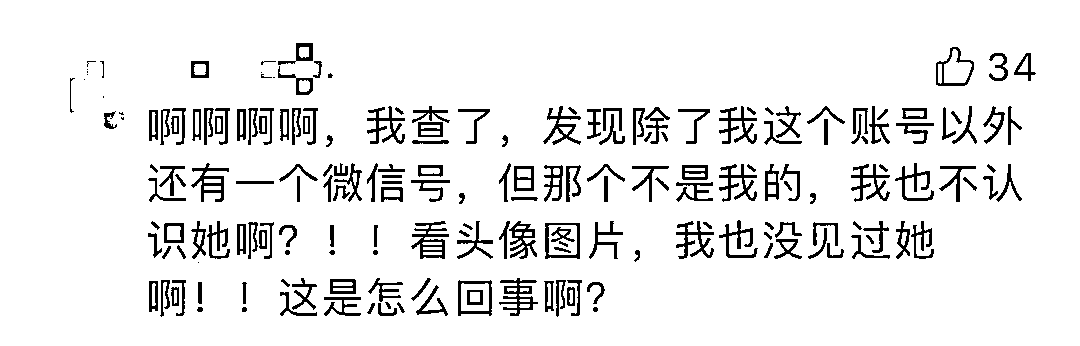 34
啊啊啊啊，我查了，发现除了我这个账号以外
还有一个微信号，但那个不是我的，我也不认
识她啊？！！看头像图片，我也没见过她
啊！！这是怎么回事啊？